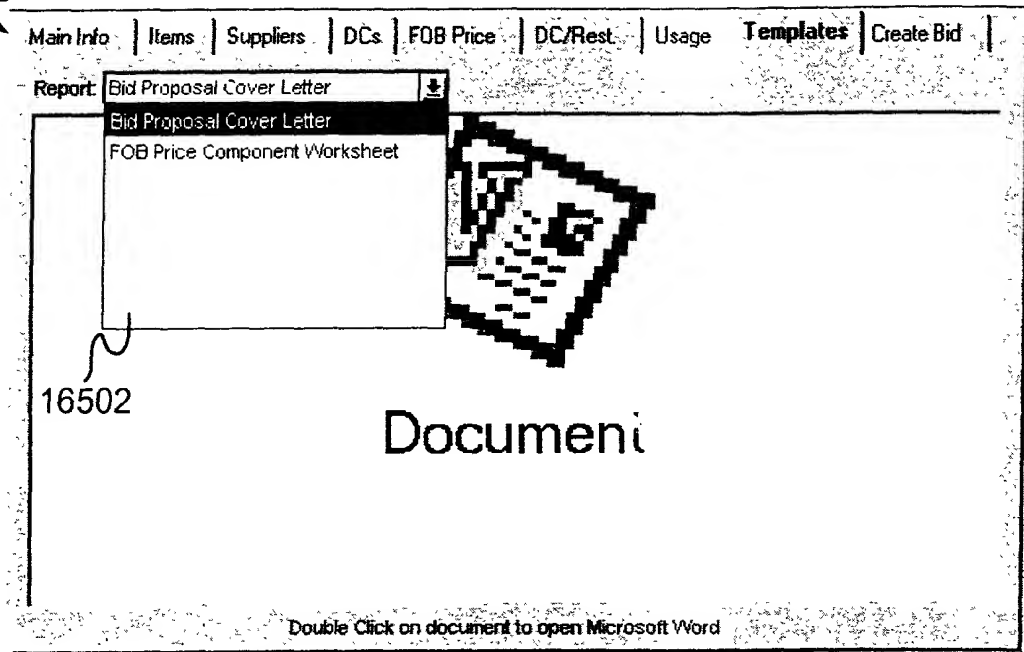 Main Info Items Suppliers DCs FOB Price DC/Rest. Usage Templates Create Bid
Report: Bid Proposal Cover Letter
Bid Proposal Cover Letter
FOB Price Component Worksheet
16502
Document
Double Click on document to open Microsoft Word